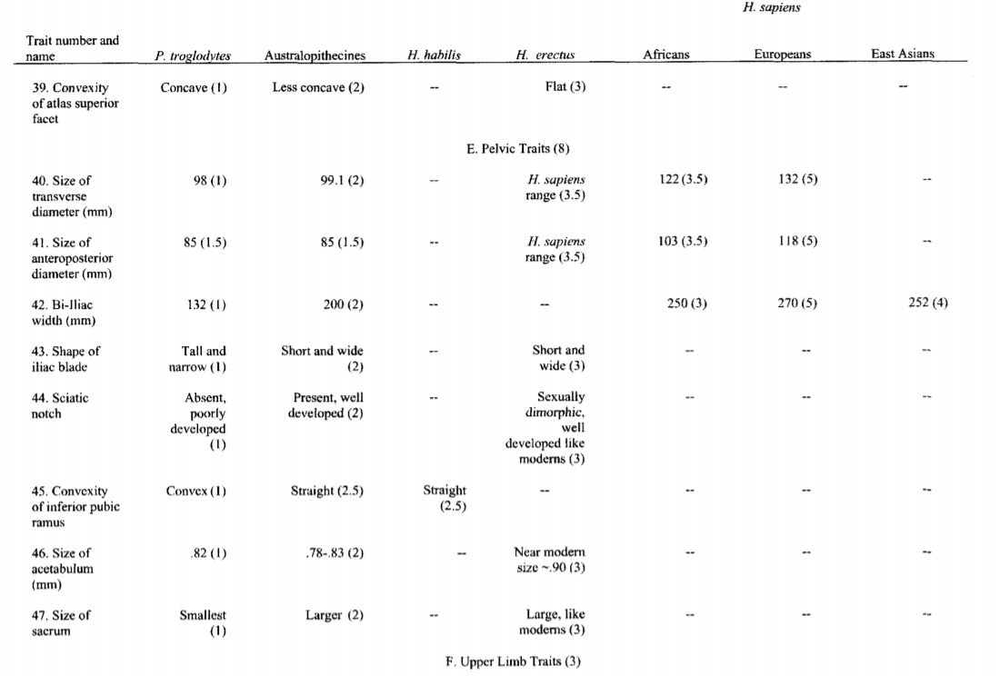 H. sapiens
Trait number and
name P. troglodytes Australopithecines H. habilis H. erectus Africans Europeans East Asians
39. Convexity Concave (1) Less concave (2) -- Flat (3) -- -- --
of atlas superior
facet
E. Pelvic Traits (8)
40. Size of 98 (1) 99.1 (2) -- H. sapiens 122 (3.5) 132 (5) --
transverse range (3.5)
diameter (mm)
41. Size of 85 (1.5) 85 (1.5) -- H. sapiens 103 (3.5) 118 (5) --
anteroposterior range (3.5)
diameter (mm)
42. Bi-Iliac 132 (1) 200 (2) -- -- 250 (3) 270 (5) 252 (4)
width (mm)
43. Shape of Tall and Short and wide -- Short and -- -- --
iliac blade narrow (1) (2) wide (3)
44. Sciatic Absent, Present, well -- Sexually -- -- --
notch poorly developed (2) dimorphic,
developed well
(1) developed like
moderns (3)
45. Convexity Convex (1) Straight (2.5) Straight -- -- -- --
of inferior pubic (2.5)
ramus
46. Size of .82 (1) .78-.83 (2) -- Near modern -- -- --
acetabulum size ~.90 (3)
(mm)
47. Size of Smallest Larger (2) -- Large, like -- -- --
sacrum (1) moderns (3)
F. Upper Limb Traits (3)